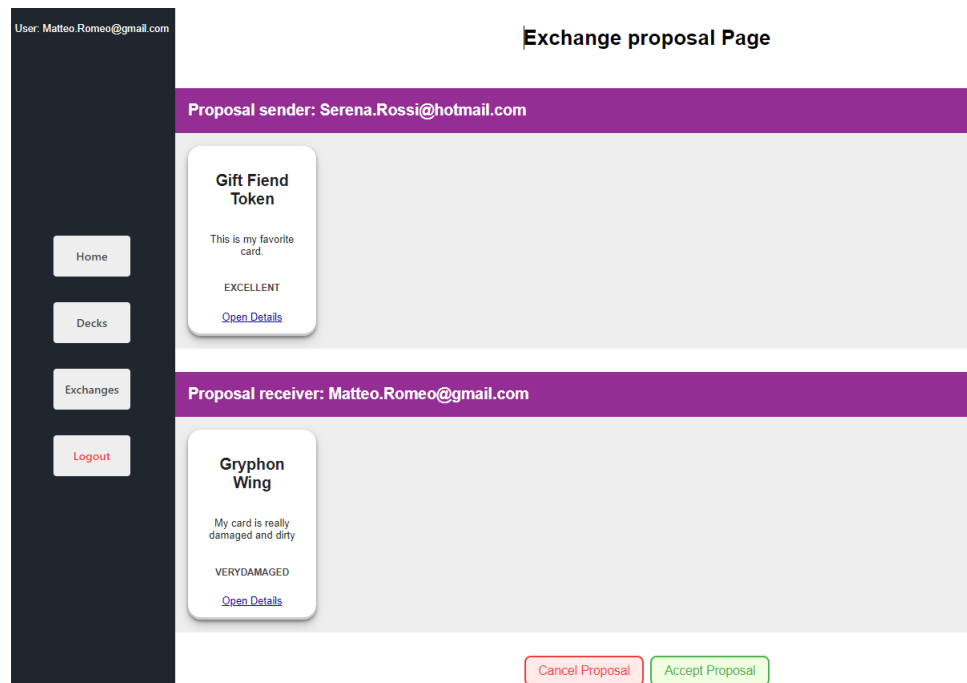 User: Matteo.Romeo@gmail.com
Home
Decks
Exchanges
Logout
Exchange proposal Page
Proposal sender: Serena.Rossi@hotmail.com
Gift Fiend
Token
This is my favorite
card.
EXCELLENT
Open Details
Proposal receiver: Matteo.Romeo@gmail.com
Gryphon
Wing
My card is really
damaged and dirty
VERYDAMAGED
Open Details
Cancel Proposal
Accept Proposal